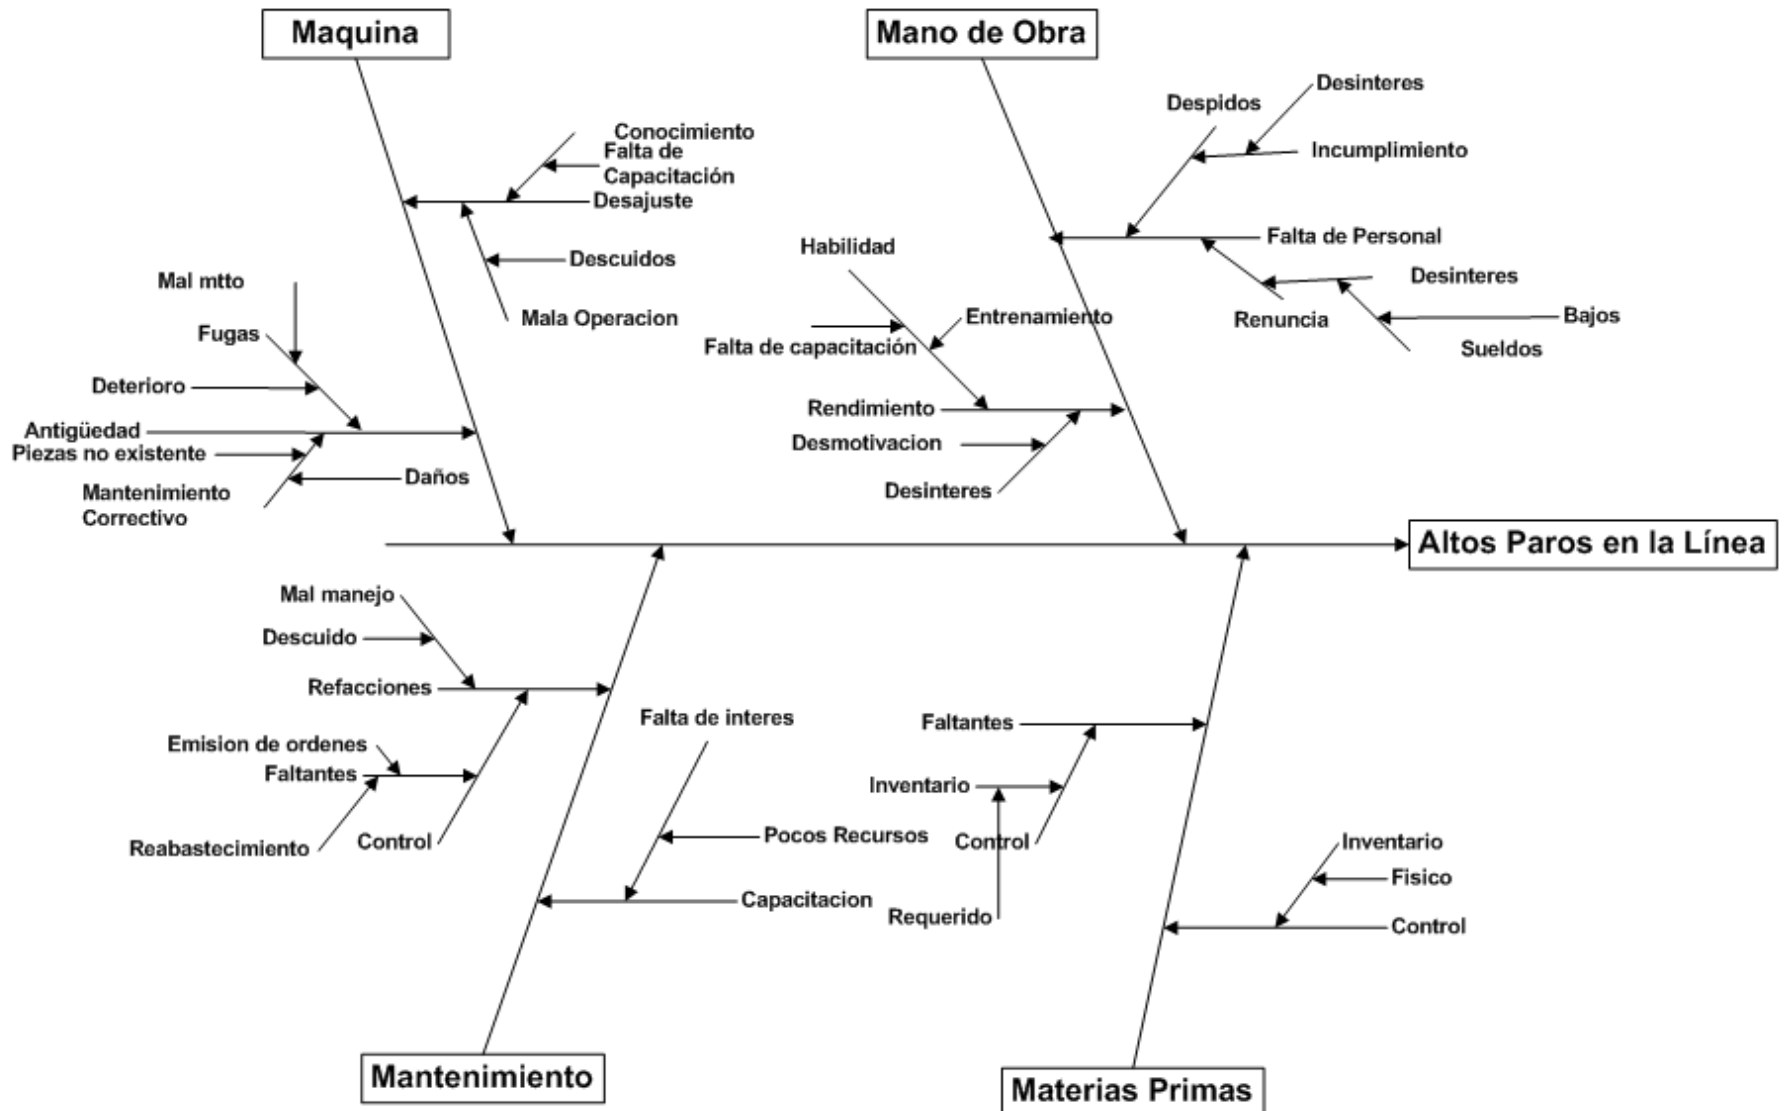 Maquina
Mano de Obra
Desinteres
Despidos
Conocimiento
Falta de
Capacitación
Incumplimiento
Desajuste
Habilidad
Falta de Personal
Descuidos
Mal mtto
Desinteres
Fugas
Mala Operacion
Entrenamiento
Renuncia
Bajos
Falta de capacitación
Sueldos
Deterioro
Rendimiento
Antigüedad
Desmotivacion
Piezas no existente
Daños
Mantenimiento
Correctivo
Desinteres
Altos Paros en la Línea
Mal manejo
Descuido
Refacciones
Falta de interes
Faltantes
Emision de ordenes
Faltantes
Inventario
Reabastecimiento
Control
Pocos Recursos
Control
Inventario
Fisico
Capacitacion
Requerido
Control
Mantenimiento
Materias Primas